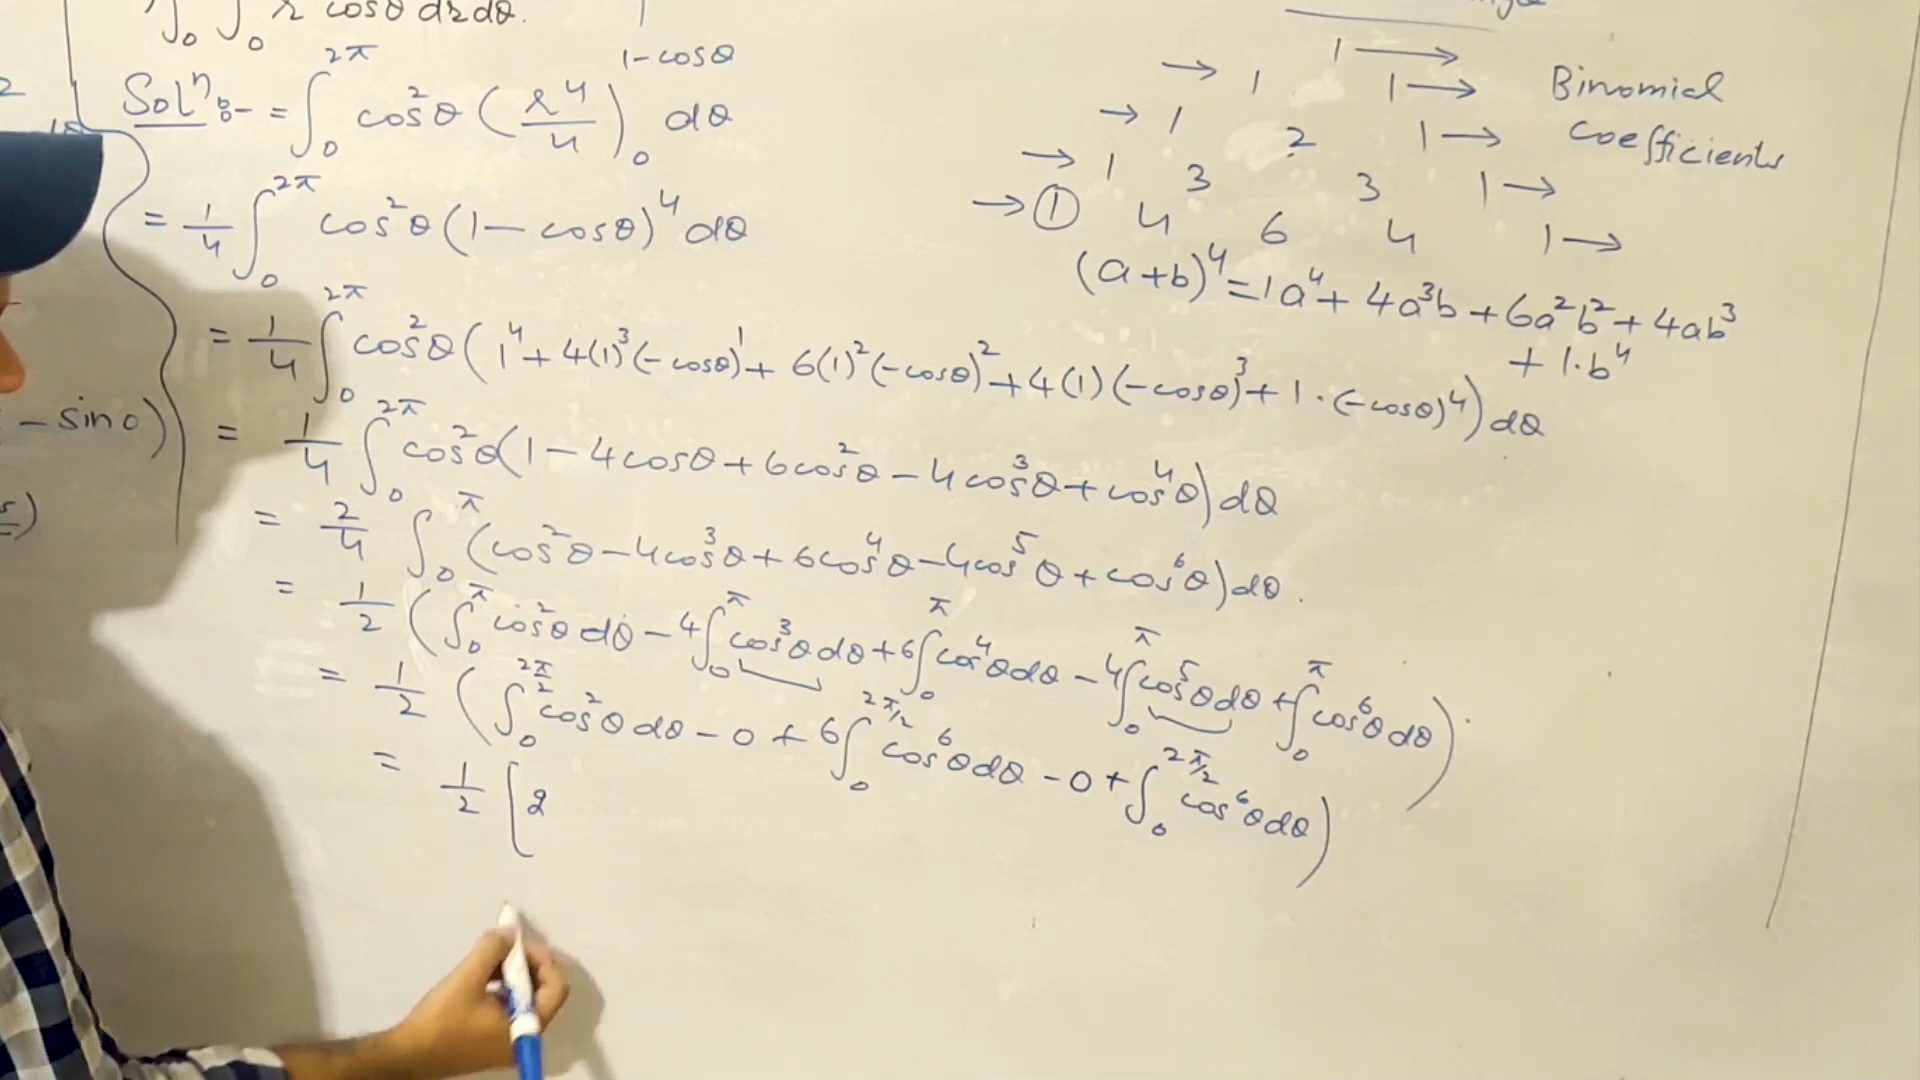 ∫₀ ∫₀ r cosθ drdθ.
Solⁿ:- = ∫₀^2π cos²θ (r⁴/4)₀^1-cosθ dθ
= 1/4 ∫₀^2π cos²θ (1-cosθ)⁴ dθ
= 1/4 ∫₀^2π cos²θ (1⁴ + 4(1)³(-cosθ)¹ + 6(1)²(-cosθ)² + 4(1)(-cosθ)³ + 1·(-cosθ)⁴) dθ
= 1/4 ∫₀^2π cos²θ (1 - 4cosθ + 6cos²θ - 4cos³θ + cos⁴θ) dθ
= 2/4 ∫₀^π (cos²θ - 4cos³θ + 6cos⁴θ - 4cos⁵θ + cos⁶θ) dθ.
= 1/2 (∫₀^π cos²θ dθ - 4∫₀^π cos³θ dθ + 6∫₀^π cos⁴θ dθ - 4∫₀^π cos⁵θ dθ + ∫₀^π cos⁶θ dθ).
= 1/2 (∫₀^2π/2 cos²θ dθ - 0 + 6∫₀^2π/2 cos⁶θ dθ - 0 + ∫₀^2π/2 cos⁶θ dθ)
= 1/2 [2
1 →
→ 1 1 →
→ 1 2 1 →
→ 1 3 3 1 →
→ 1 4 6 4 1 →
Binomial
coefficients
(a+b)⁴ = 1a⁴ + 4a³b + 6a²b² + 4ab³
+ 1·b⁴
2
- sin0)